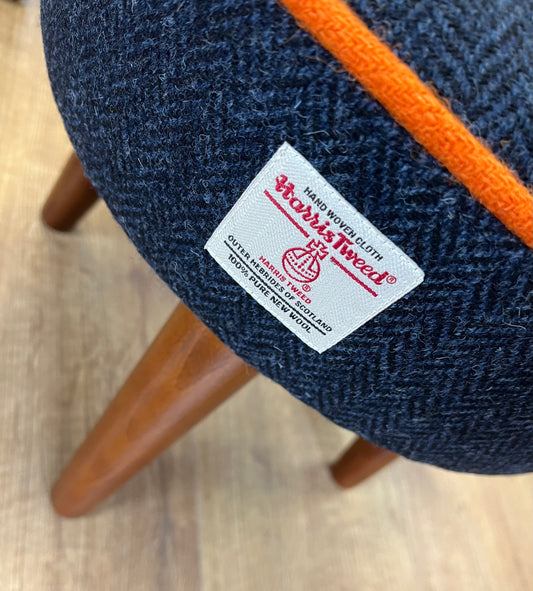 HAND WOVEN CLOTH
Harris Tweed®
HARRIS TWEED ®
OUTER HEBRIDES OF SCOTLAND
100% PURE NEW WOOL